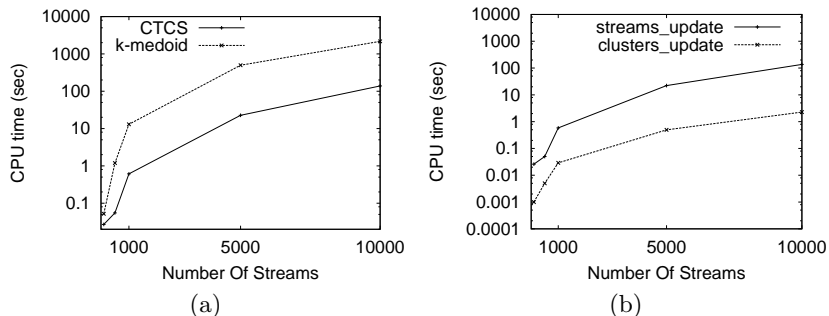 10000
1000
100
10
1
0.1
CPU time (sec)
CTCS
k-medoid
1000
5000
10000
Number Of Streams
(a)
10000
1000
100
10
1
0.1
0.01
0.001
0.0001
CPU time (sec)
streams_update
clusters_update
1000
5000
10000
Number Of Streams
(b)